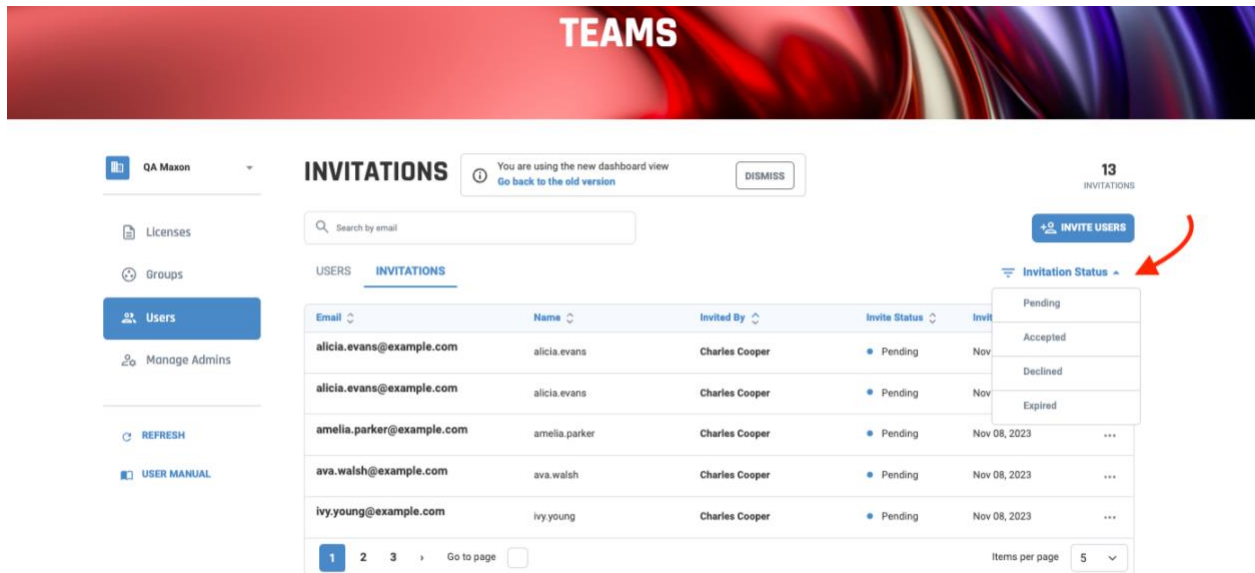 TEAMS
QA Maxon
INVITATIONS
You are using the new dashboard view
Go back to the old version
DISMISS
13
INVITATIONS
Licenses
Groups
Users
Manage Admins
REFRESH
USER MANUAL
Search by email
INVITE USERS
USERS INVITATIONS
Invitation Status
Pending
Accepted
Declined
Expired
Email Name Invited By Invite Status Invit
alicia.evans@example.com alicia.evans Charles Cooper Pending Nov
alicia.evans@example.com alicia.evans Charles Cooper Pending Nov
amelia.parker@example.com amelia.parker Charles Cooper Pending Nov 08, 2023 ...
ava.walsh@example.com ava.walsh Charles Cooper Pending Nov 08, 2023 ...
ivy.young@example.com ivy.young Charles Cooper Pending Nov 08, 2023 ...
1 2 3 › Go to page Items per page 5